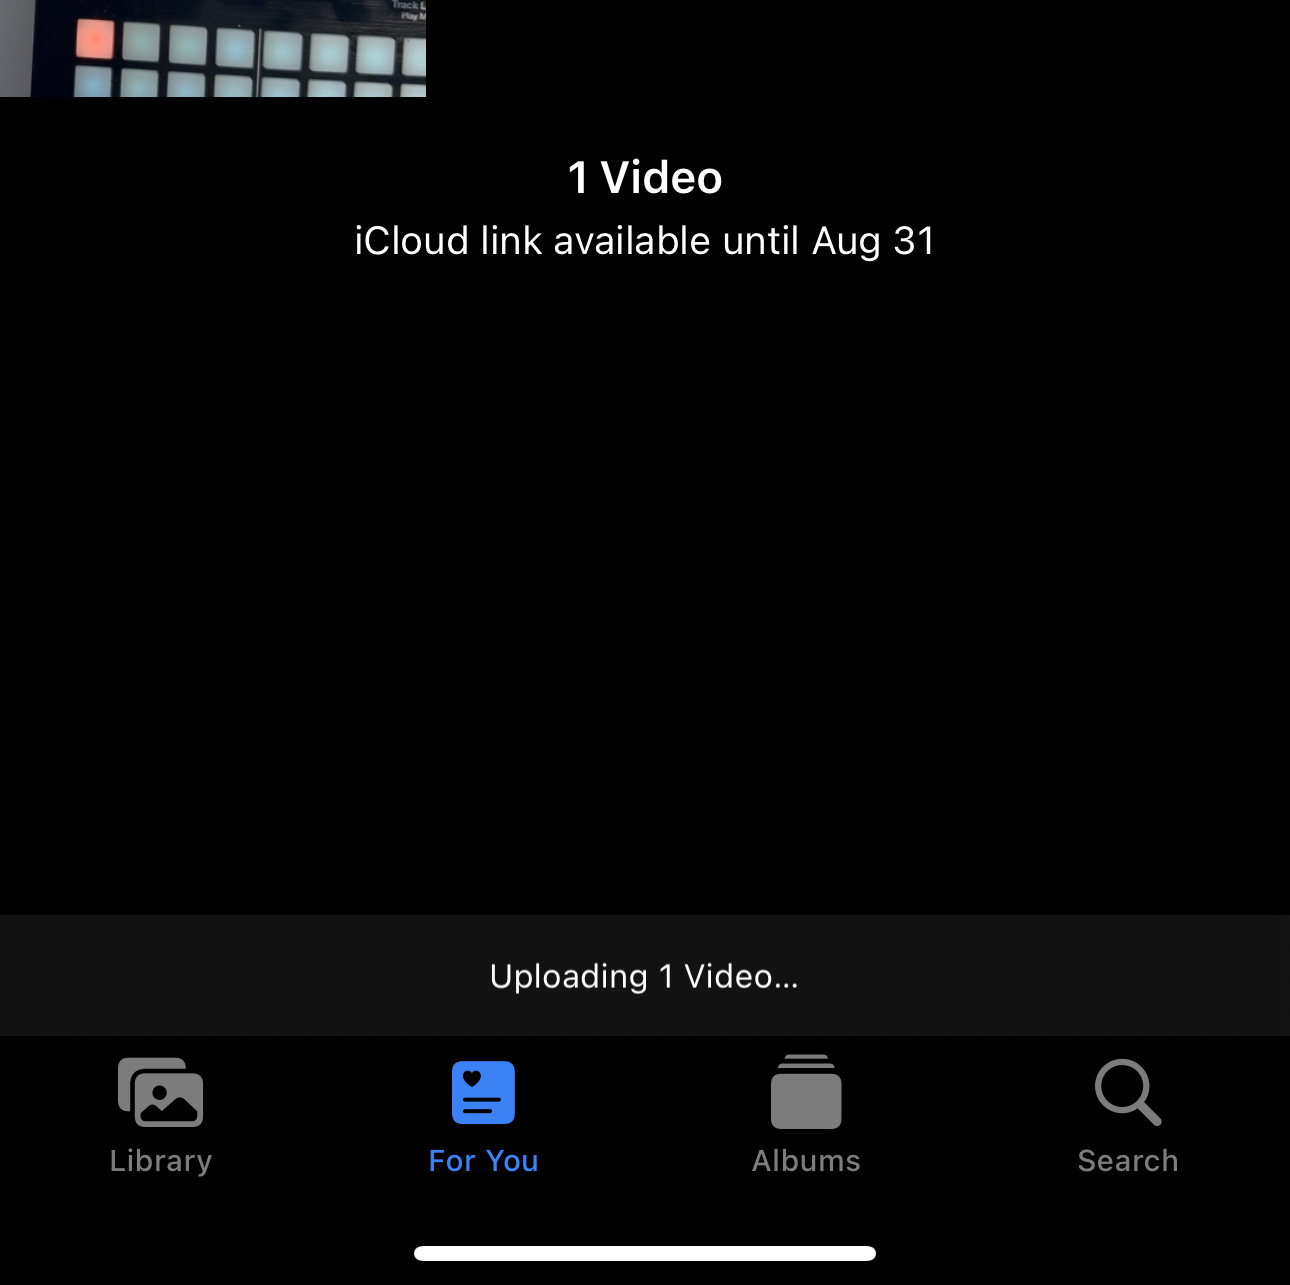 Track
Play
1 Video
iCloud link available until Aug 31
Uploading 1 Video...
Library
For You
Albums
Search